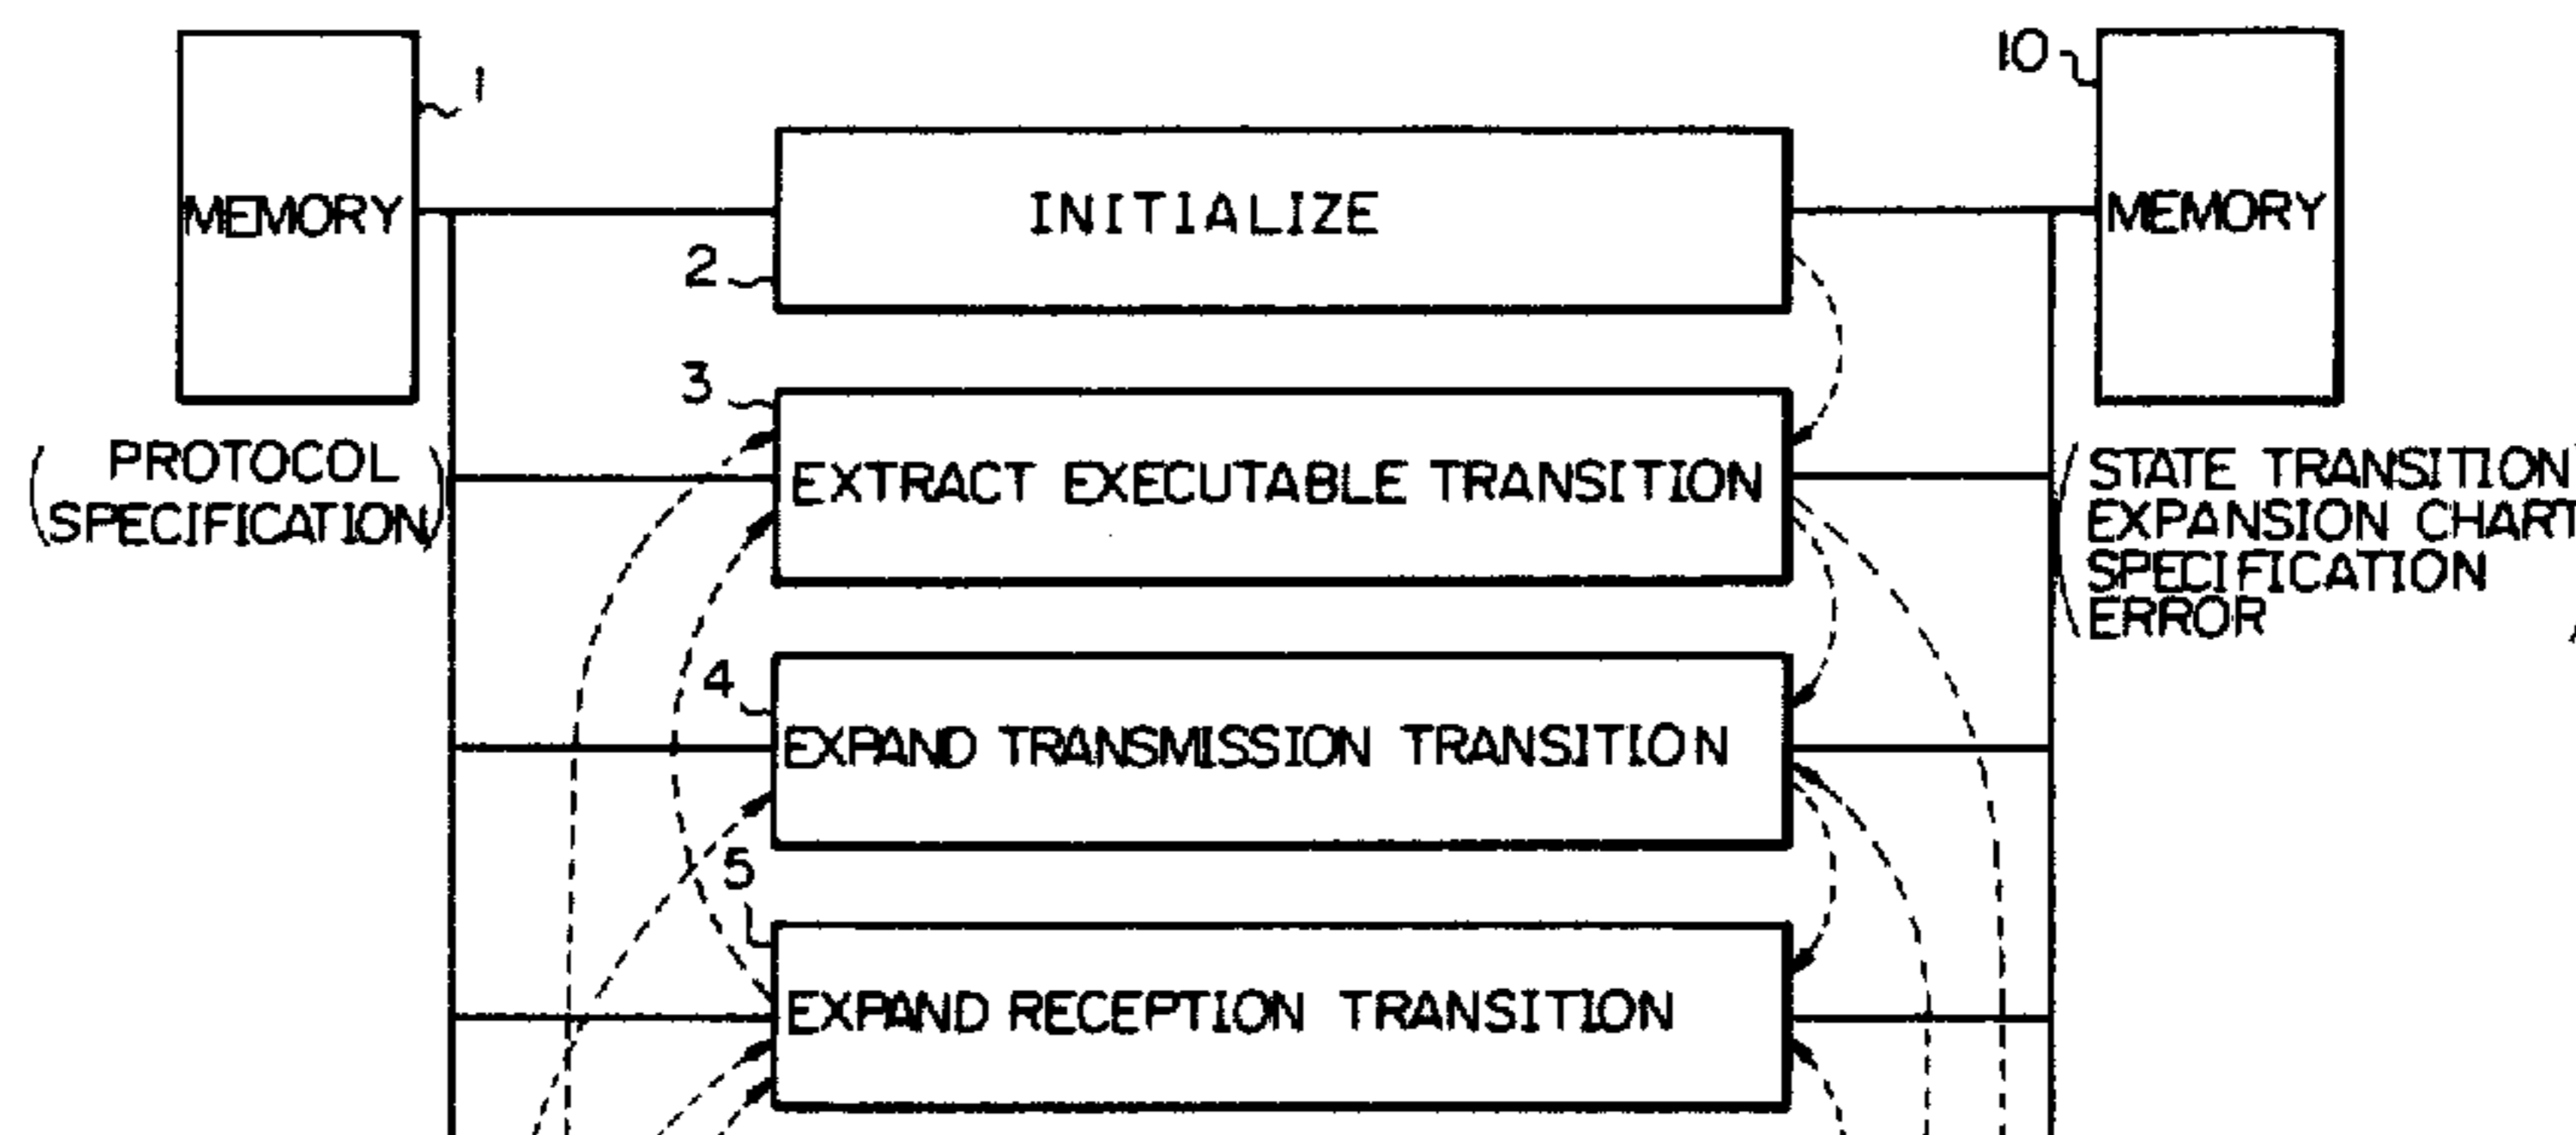 1
10
MEMORY
INITIALIZE
MEMORY
2
3
PROTOCOL
SPECIFICATION
EXTRACT EXECUTABLE TRANSITION
STATE TRANSITION
EXPANSION CHART
SPECIFICATION
ERROR
4
EXPAND TRANSMISSION TRANSITION
5
EXPAND RECEPTION TRANSITION